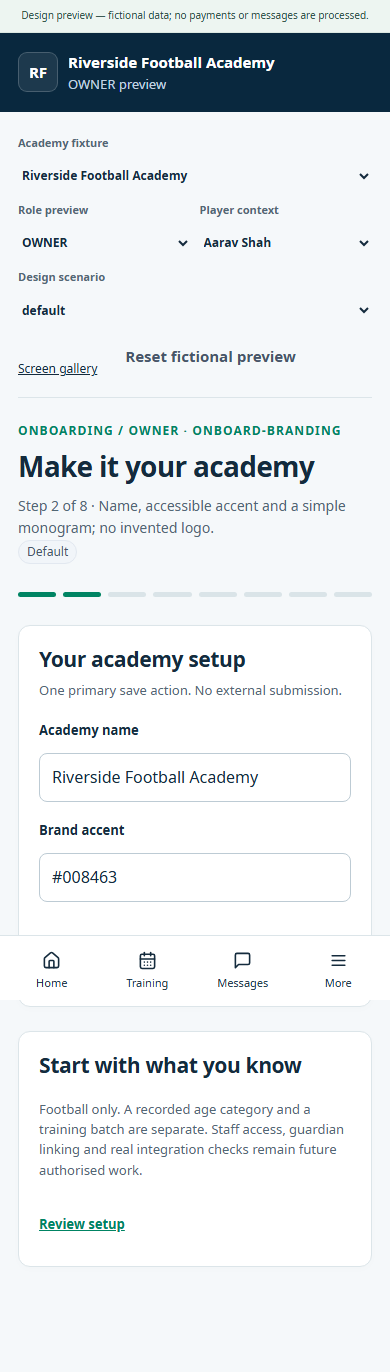 Design preview — fictional data; no payments or messages are processed.
RF
Riverside Football Academy
OWNER preview
Academy fixture
Riverside Football Academy
Role preview
Player context
OWNER
Aarav Shah
Design scenario
default
Screen gallery
Reset fictional preview
ONBOARDING / OWNER · ONBOARD-BRANDING
Make it your academy
Step 2 of 8 · Name, accessible accent and a simple
monogram; no invented logo.
Default
Your academy setup
One primary save action. No external submission.
Academy name
Riverside Football Academy
Brand accent
#008463
Home
Training
Messages
More
Start with what you know
Football only. A recorded age category and a
training batch are separate. Staff access, guardian
linking and real integration checks remain future
authorised work.
Review setup